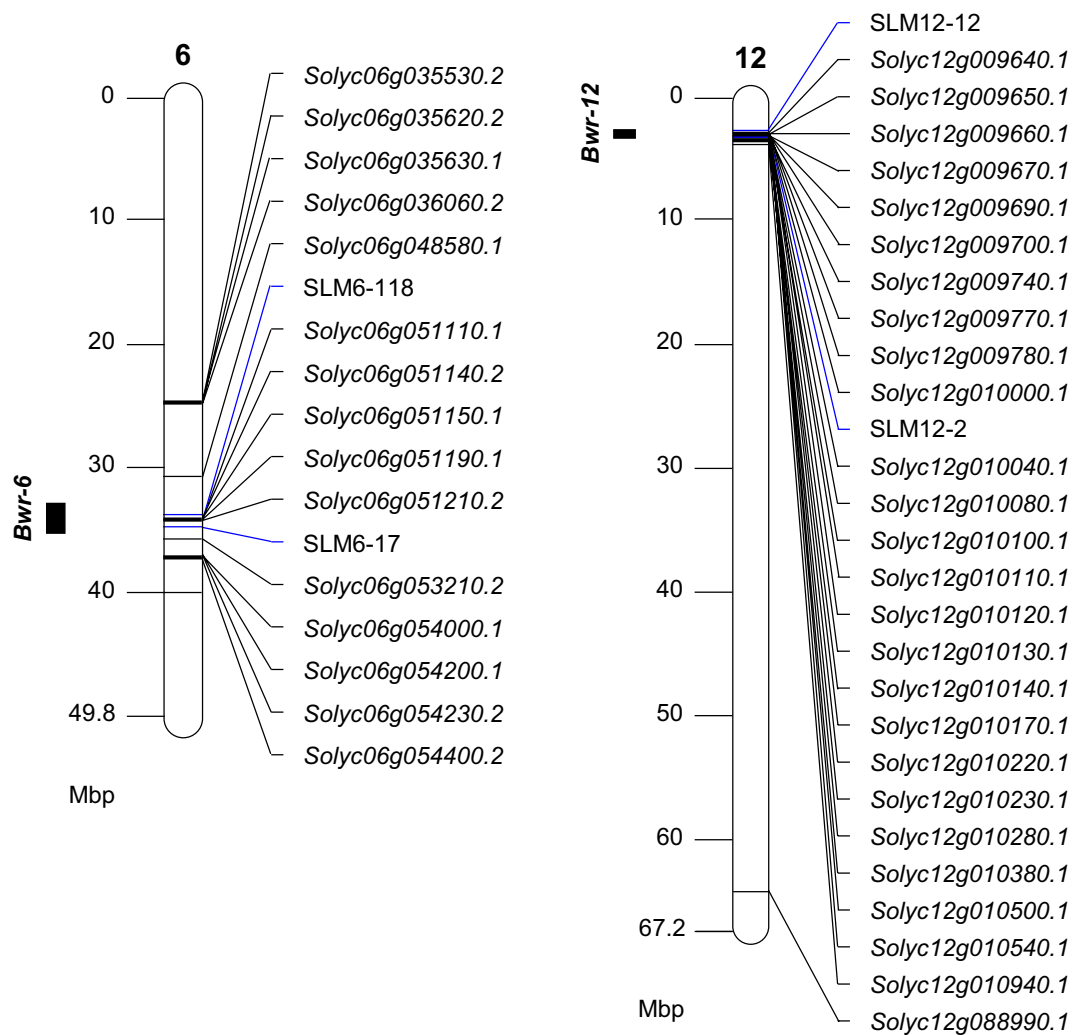 6
0
10
20
30
40
49.8
Mbp
Bwr-6
Solyc06g035530.2
Solyc06g035620.2
Solyc06g035630.1
Solyc06g036060.2
Solyc06g048580.1
SLM6-118
Solyc06g051110.1
Solyc06g051140.2
Solyc06g051150.1
Solyc06g051190.1
Solyc06g051210.2
SLM6-17
Solyc06g053210.2
Solyc06g054000.1
Solyc06g054200.1
Solyc06g054230.2
Solyc06g054400.2
12
0
10
20
30
40
50
60
67.2
Mbp
Bwr-12
SLM12-12
Solyc12g009640.1
Solyc12g009650.1
Solyc12g009660.1
Solyc12g009670.1
Solyc12g009690.1
Solyc12g009700.1
Solyc12g009740.1
Solyc12g009770.1
Solyc12g009780.1
Solyc12g010000.1
SLM12-2
Solyc12g010040.1
Solyc12g010080.1
Solyc12g010100.1
Solyc12g010110.1
Solyc12g010120.1
Solyc12g010130.1
Solyc12g010140.1
Solyc12g010170.1
Solyc12g010220.1
Solyc12g010230.1
Solyc12g010280.1
Solyc12g010380.1
Solyc12g010500.1
Solyc12g010540.1
Solyc12g010940.1
Solyc12g088990.1